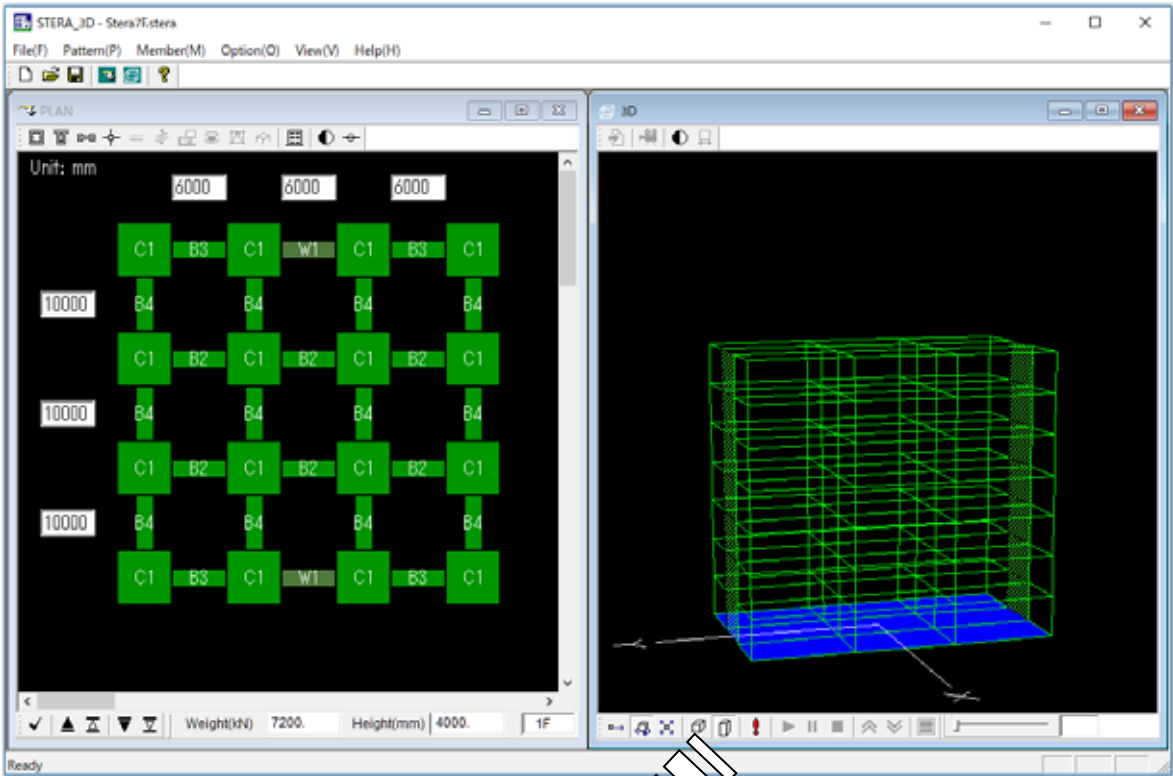 STERA_3D - Stera7F.stera
File(F) Pattern(P) Member(M) Option(O) View(V) Help(H)
PLAN
Unit: mm
6000 6000 6000
C1 B3 C1 W1 C1 B3 C1
10000 B4 B4 B4 B4
C1 B2 C1 B2 C1 B2 C1
10000 B4 B4 B4 B4
C1 B2 C1 B2 C1 B2 C1
10000 B4 B4 B4 B4
C1 B3 C1 W1 C1 B3 C1
Weight(kN) 7200. Height(mm) 4000. 1F
3D
Y
X
Ready